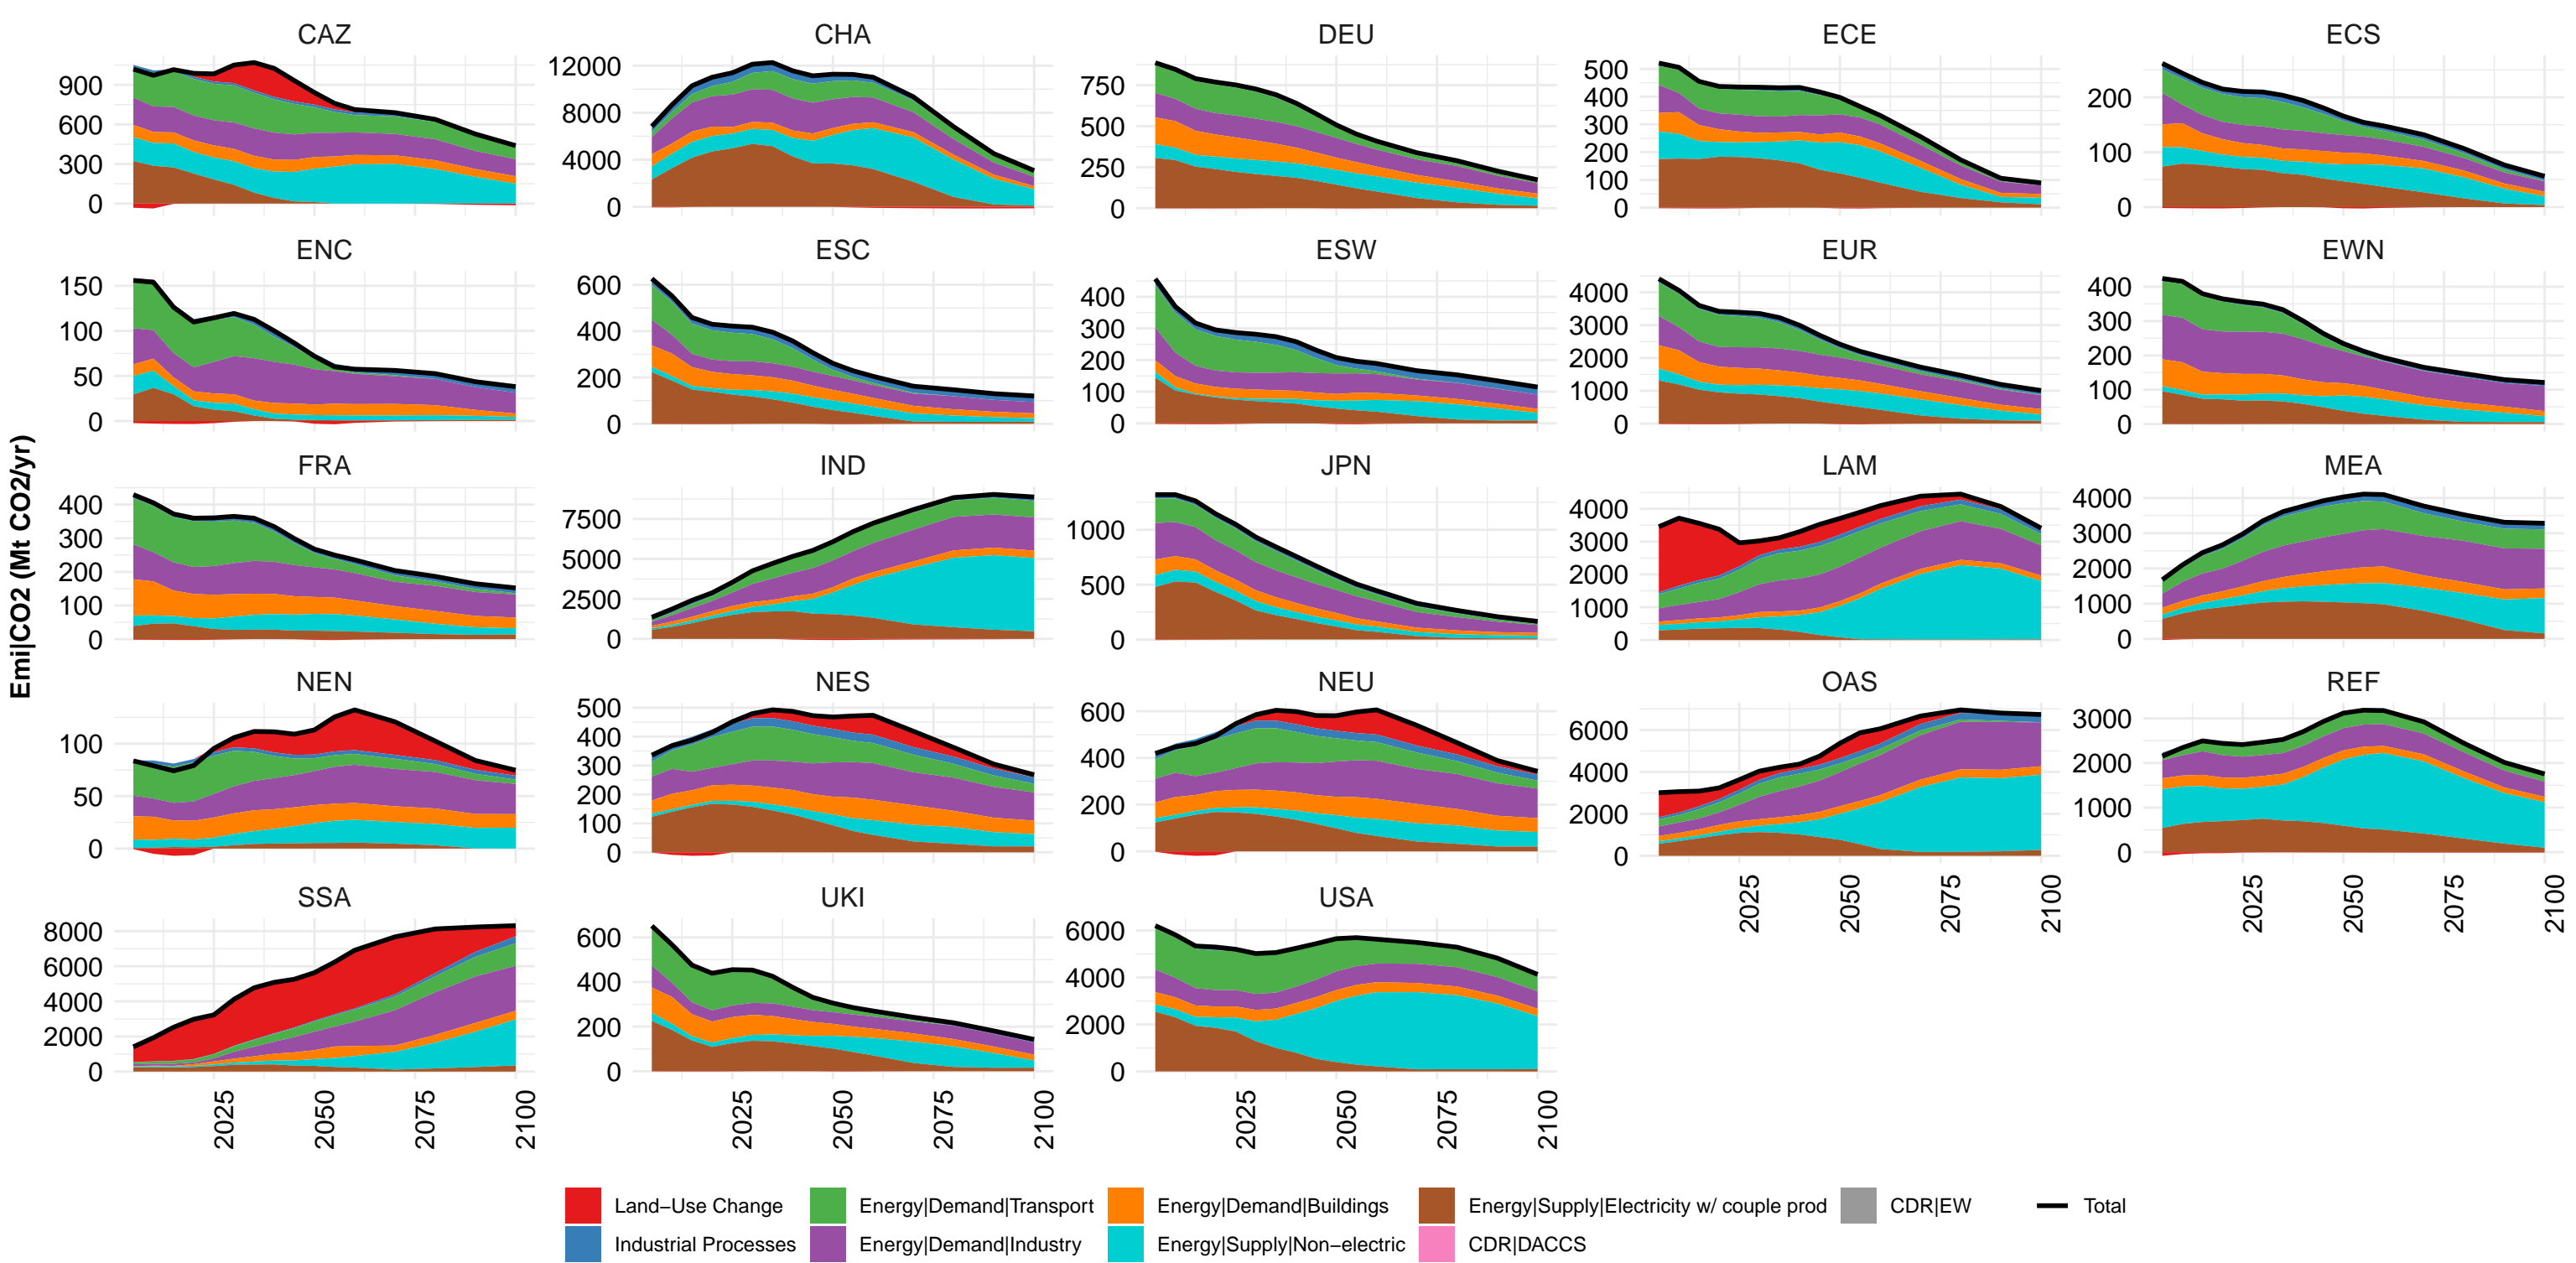 CAZ CHA DEU ECE ECS
900 12000 750 500 200
600 8000 500 400 100
300 4000 250 300 0
0 0 0 200
100
0
ENC ESC ESW EUR EWN
150 600 400 4000 400
100 400 300 3000 300
50 200 200 2000 200
0 0 100 1000 100
0 0 0
Emi|CO2 (Mt CO2/yr)
FRA IND JPN LAM MEA
400 7500 1000 4000 4000
300 5000 500 3000 3000
200 2500 0 2000 2000
100 0 1000 1000
0 0 0
NEN NES NEU OAS REF
100 500 600 6000 3000
50 400 400 4000 2000
0 300 200 2000 1000
200 0 0 0
100
0
2025 2050 2075 2100 2025 2050 2075 2100
SSA UKI USA
8000 600 6000
6000 400 4000
4000 200 2000
2000 0 0
0
2025 2050 2075 2100 2025 2050 2075 2100 2025 2050 2075 2100
Land−Use Change Energy|Demand|Transport Energy|Demand|Buildings Energy|Supply|Electricity w/ couple prod CDR|EW Total
Industrial Processes Energy|Demand|Industry Energy|Supply|Non−electric CDR|DACCS